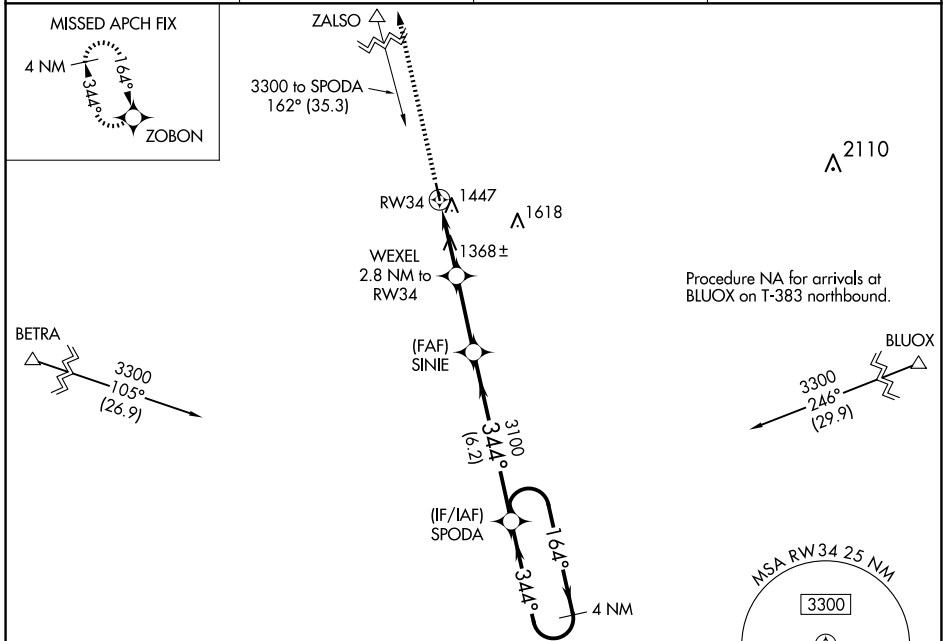 MISSED APCH FIX
4 NM
164°
344°
ZOBON
ZALSO
3300 to SPODA
162° (35.3)
2110
RW34
1447
1618
1368±
WEXEL
2.8 NM to
RW34
Procedure NA for arrivals at
BLUOX on T-383 northbound.
BETRA
3300
105°
(26.9)
(FAF)
SINIE
BLUOX
3300
246°
(29.9)
3100
344°
(6.2)
(IF/IAF)
SPODA
164°
344°
4 NM
MSA RW34 25 NM
3300